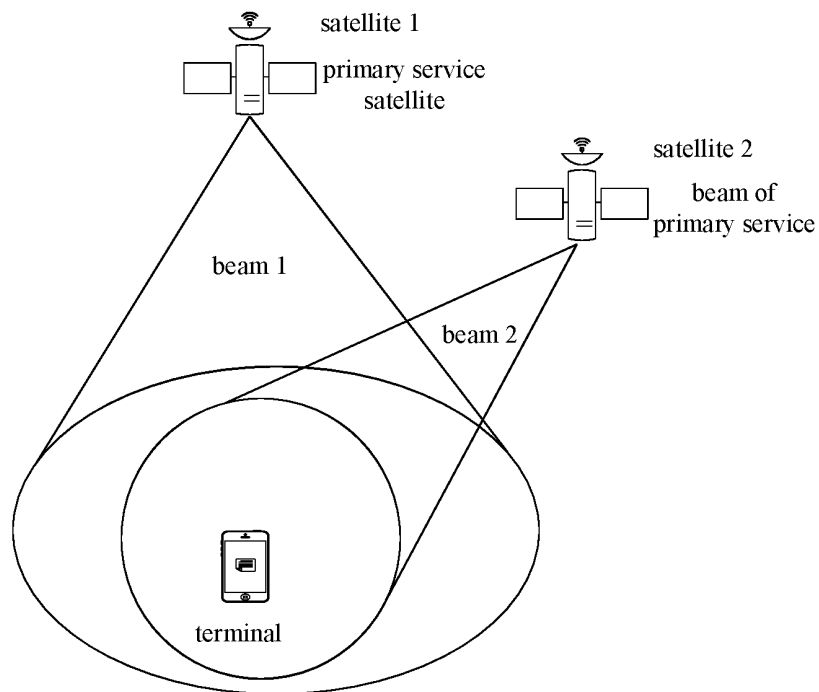 satellite 1
primary service
satellite
satellite 2
beam of
primary service
beam 1
beam 2
terminal